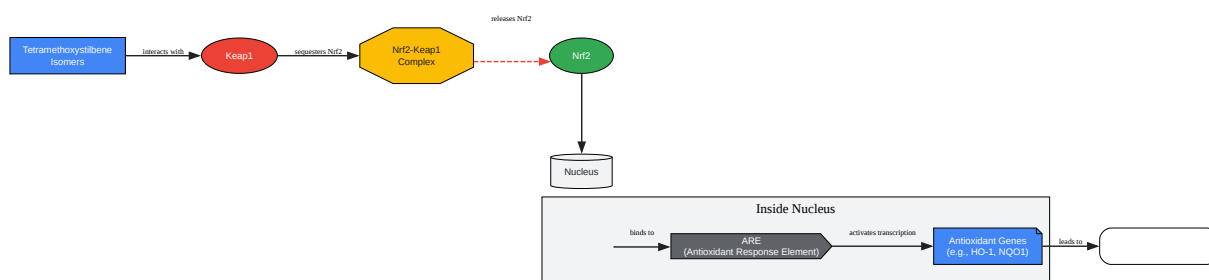 releases Nrf2
Tetramethoxystilbene
Isomers
interacts with
Keap1
sequesters Nrf2
Nrf2-Keap1
Complex
Nrf2
Nucleus
Inside Nucleus
binds to
ARE
(Antioxidant Response Element)
activates transcription
Antioxidant Genes
(e.g., HO-1, NQO1)
leads to